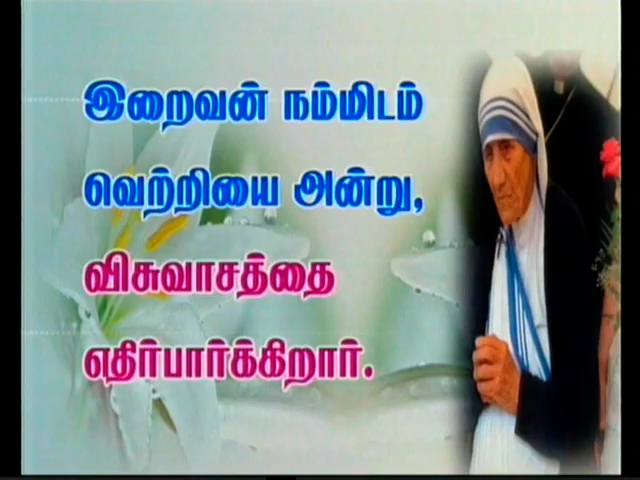 இறைவன் நம்மிடம்
வெற்றியை அன்று,
விசுவாசத்தை
எதிர்பார்க்கிறார்.